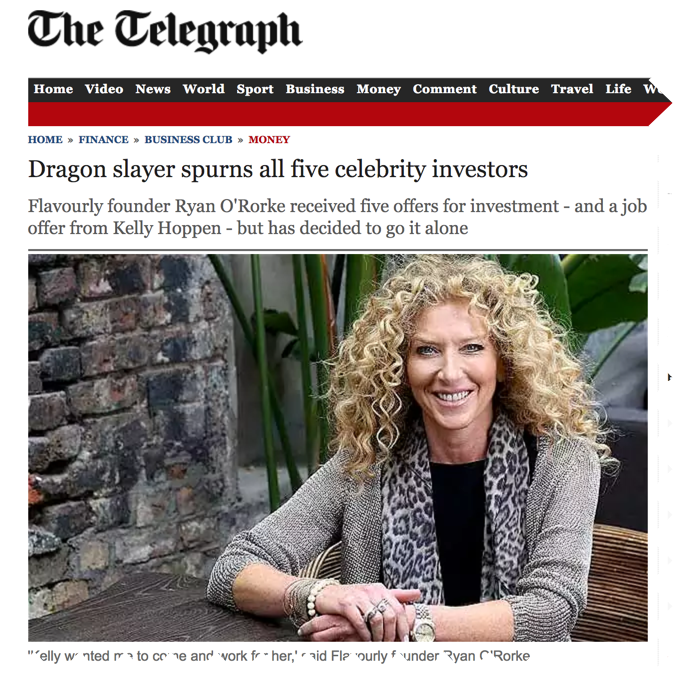 The Telegraph
Home Video News World Sport Business Money Comment Culture Travel Life
HOME » FINANCE » BUSINESS CLUB » MONEY
Dragon slayer spurns all five celebrity investors
Flavourly founder Ryan O'Rorke received five offers for investment - and a job
offer from Kelly Hoppen - but has decided to go it alone
me to come and work for her,' said Flavourly founder Ryan O'Rorke